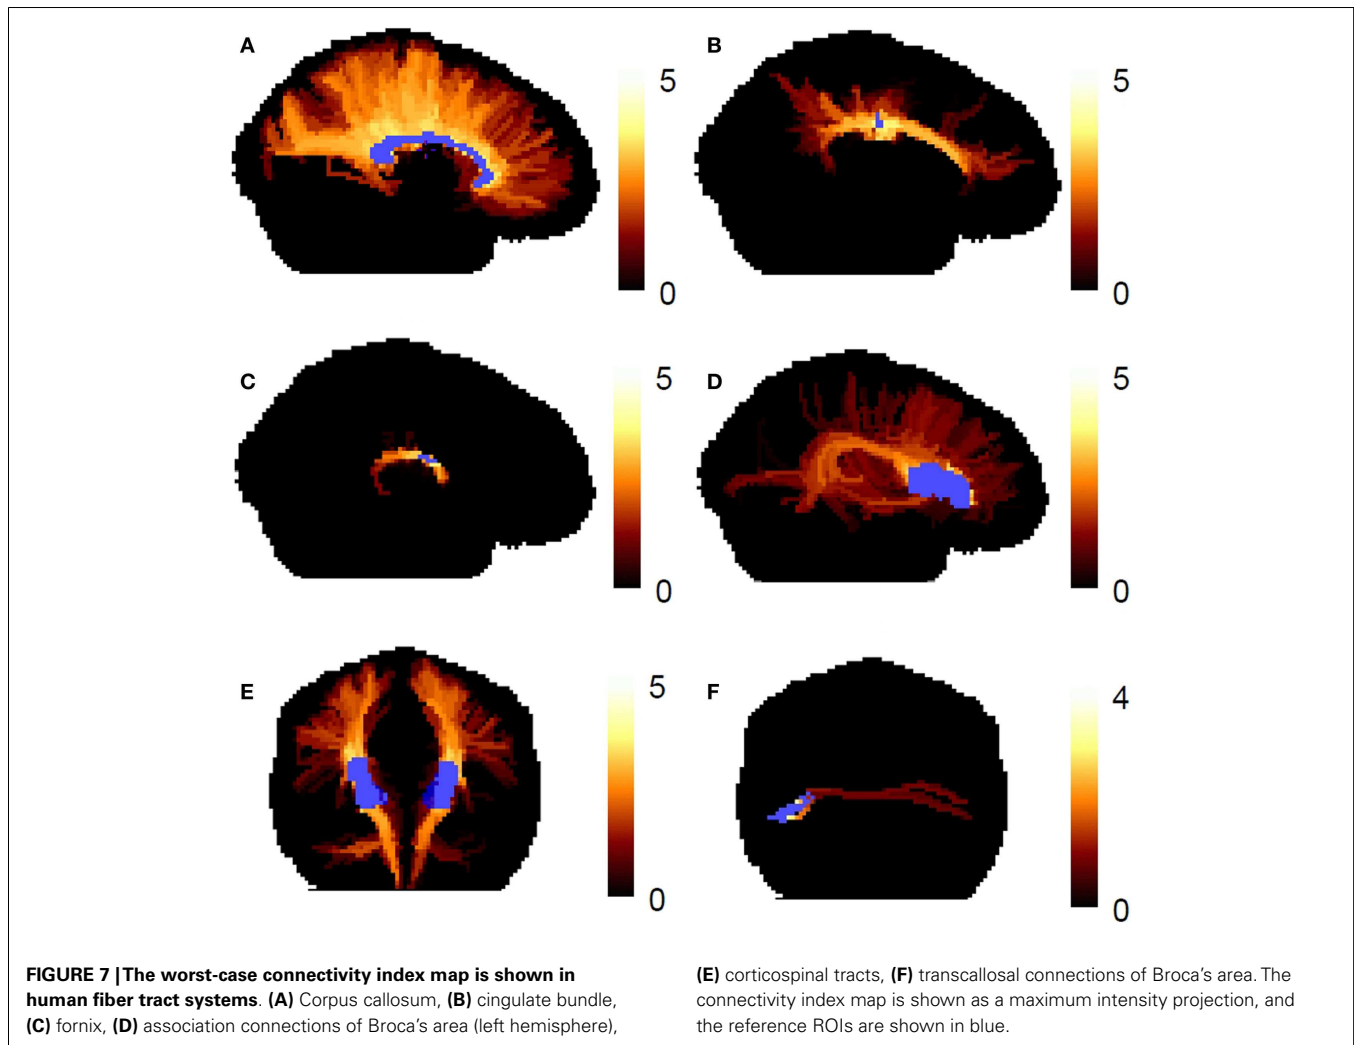 A
5
0
B
5
0
C
5
0
D
5
0
E
5
0
F
4
0
FIGURE 7 | The worst-case connectivity index map is shown in
human fiber tract systems. (A) Corpus callosum, (B) cingulate bundle,
(C) fornix, (D) association connections of Broca's area (left hemisphere),
(E) corticospinal tracts, (F) transcallosal connections of Broca's area. The
connectivity index map is shown as a maximum intensity projection, and
the reference ROIs are shown in blue.